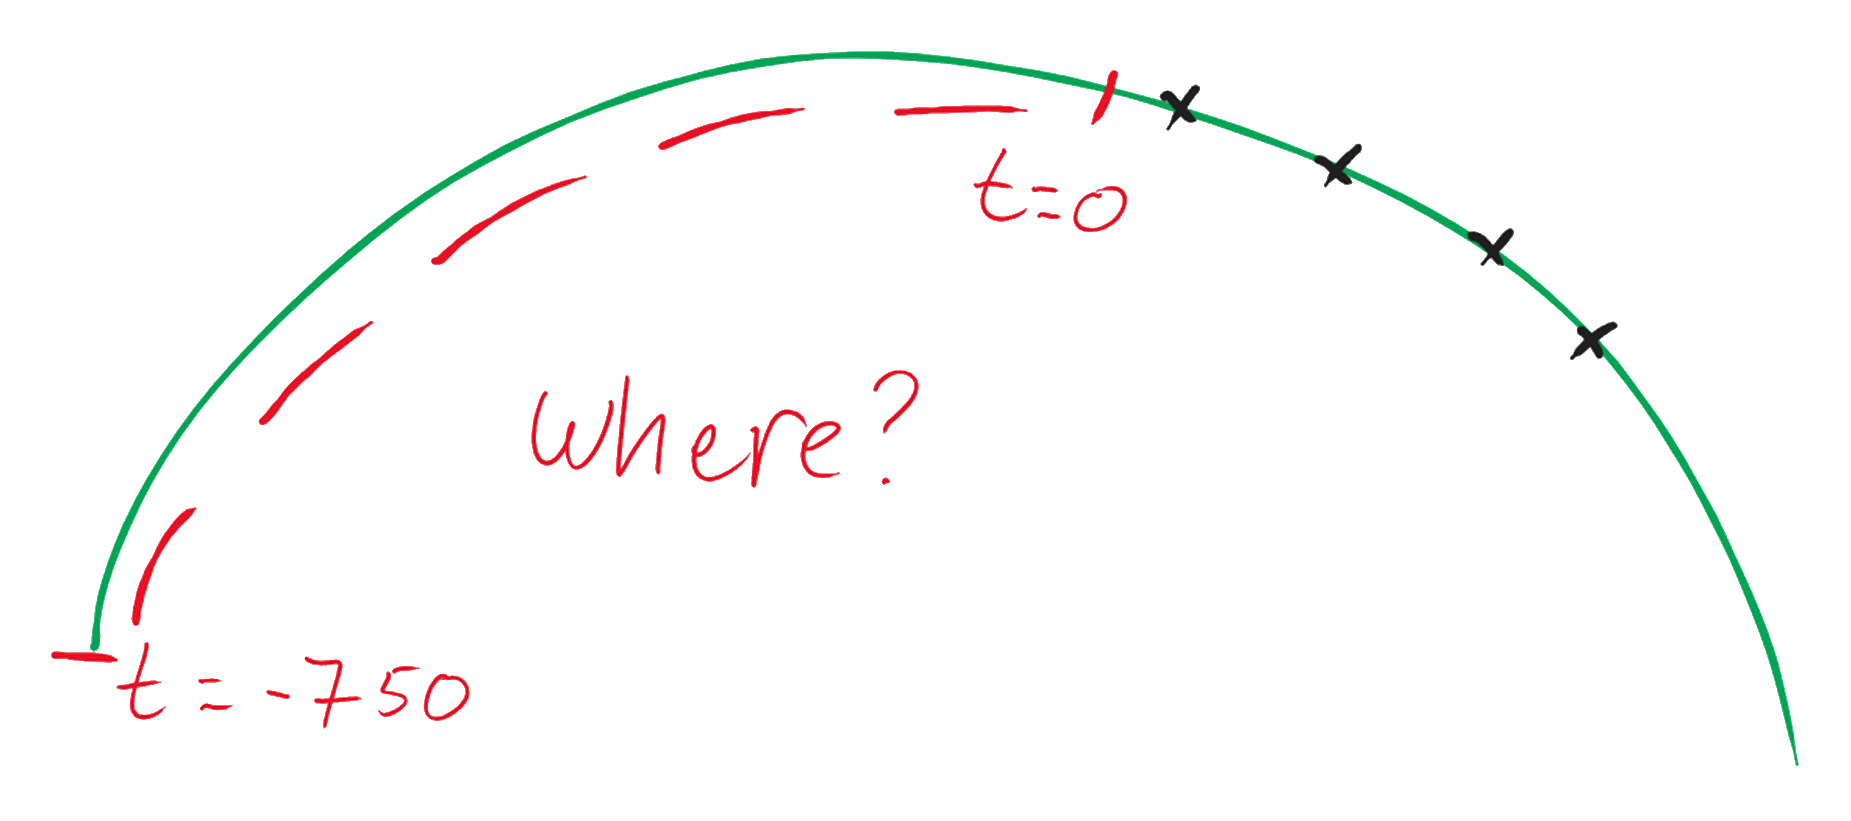 t=0
where?
t = -750